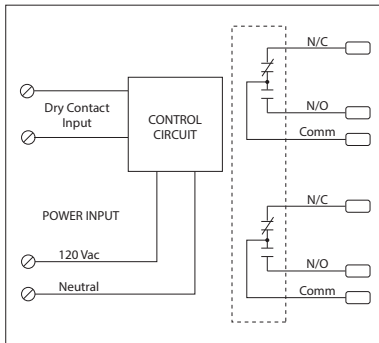 N/C
Dry Contact
Input
CONTROL
CIRCUIT
N/O
Comm
POWER INPUT
N/C
120 Vac
N/O
Neutral
Comm